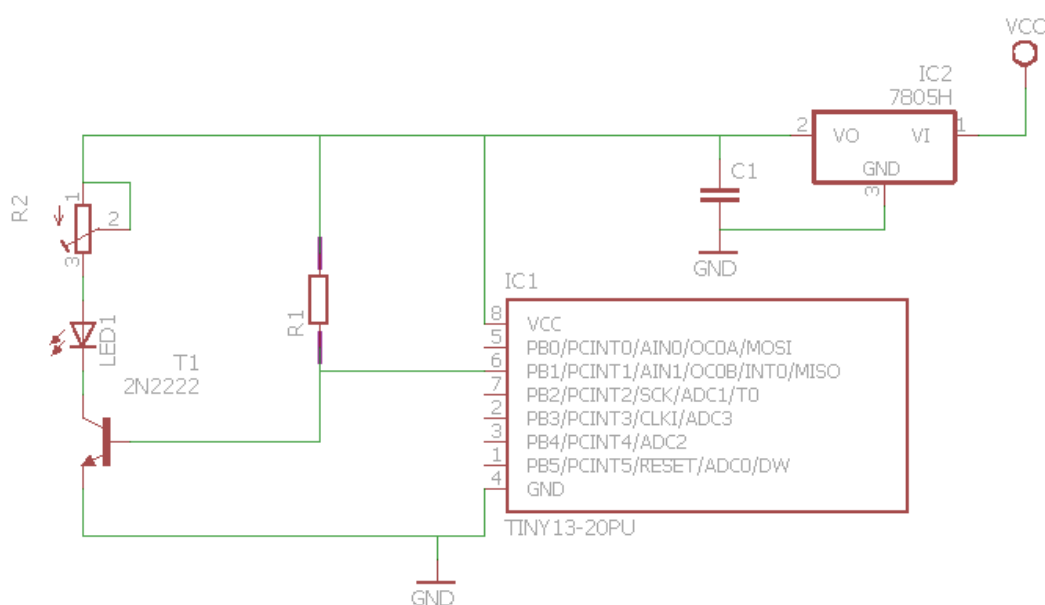 VCC
IC2
7805H
2
VO
VI
1
GND
3
C1
GND
R2
1
2
3
LED1
T1
2N2222
R1
IC1
8
VCC
5
PB0/PCINT0/AIN0/OC0A/MOSI
6
PB1/PCINT1/AIN1/OC0B/INT0/MISO
7
PB2/PCINT2/SCK/ADC1/T0
2
PB3/PCINT3/CLKI/ADC3
3
PB4/PCINT4/ADC2
1
PB5/PCINT5/RESET/ADC0/DW
4
GND
TINY13-20PU
GND